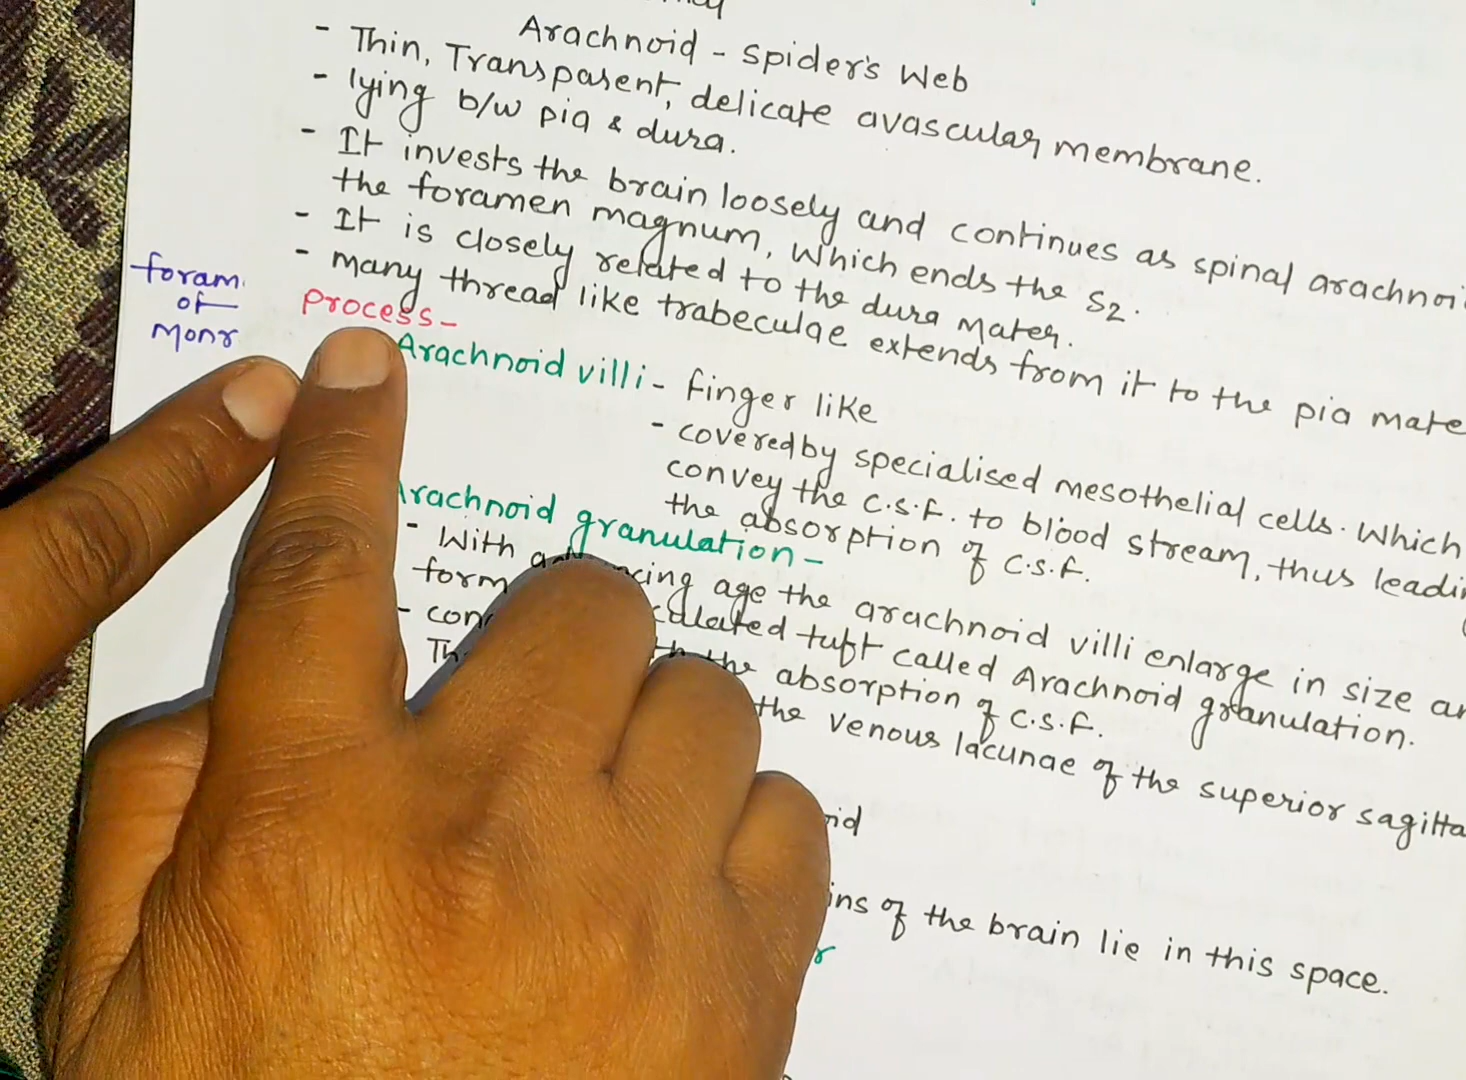 Arachnoid - Spider's Web
- Thin, Transparent, delicate avascular membrane.
- lying b/w pia & dura.
- It invests the brain loosely and continues as spinal arachnoi
the foramen magnum, Which ends the S2.
- It is closely related to the dura mater.
- many thread like trabeculae extends from it to the pia mate
foram.
of
Monr
Process-
Arachnoid villi - finger like
- covered by specialised mesothelial cells. Which
convey the C.S.F. to blood stream, thus leadi
the absorption of C.S.F.
Arachnoid granulation -
- With age the arachnoid villi enlarge in size an
form tuft called Arachnoid granulation.
- the absorption of C.S.F.
the venous lacunae of the superior sagitta
of the brain lie in this space.